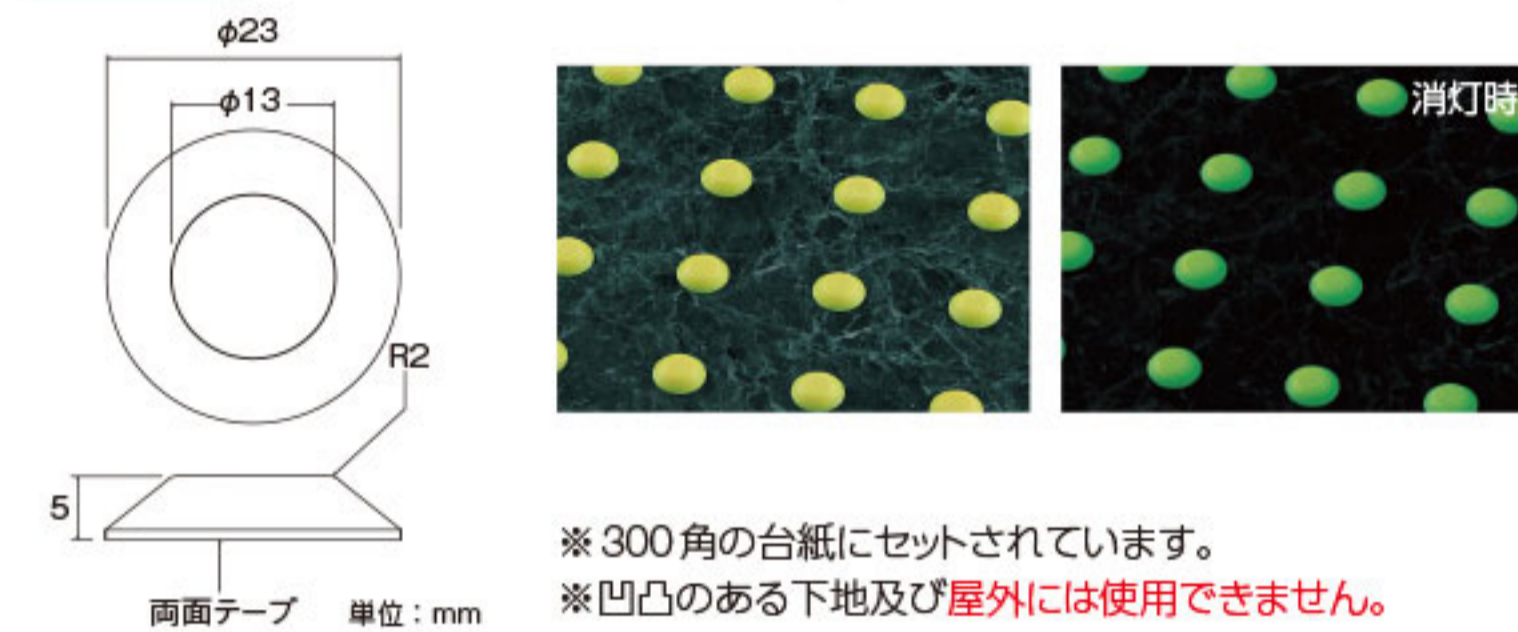 φ23
φ13
R2
5
両面テープ
単位：mm
消灯時
※300角の台紙にセットされています。
※凹凸のある下地及び屋外には使用できません。